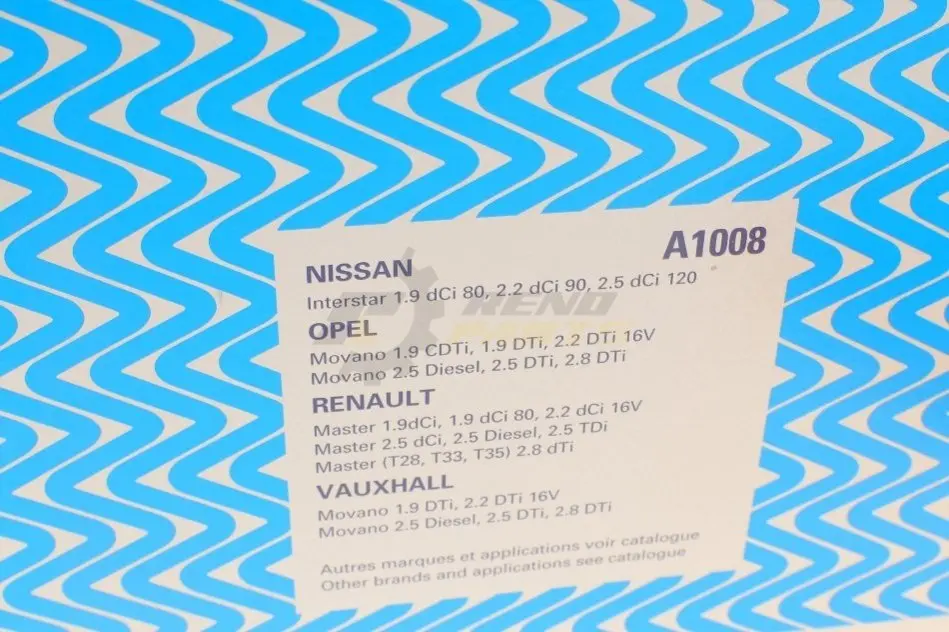 A1008
NISSAN
Interstar 1.9 dCi 80, 2.2 dCi 90, 2.5 dCi 120
OPEL
Movano 1.9 CDTi, 1.9 DTi, 2.2 DTi 16V
Movano 2.5 Diesel, 2.5 DTi, 2.8 DTi
RENAULT
Master 1.9dCi, 1.9 dCi 80, 2.2 dCi 16V
Master 2.5 dCi, 2.5 Diesel, 2.5 TDi
Master (T28, T33, T35) 2.8 dTi
VAUXHALL
Movano 1.9 DTi, 2.2 DTi 16V
Movano 2.5 Diesel, 2.5 DTi, 2.8 DTi
Autres marques et applications voir catalogue
Other brands and applications see catalogue
RENO